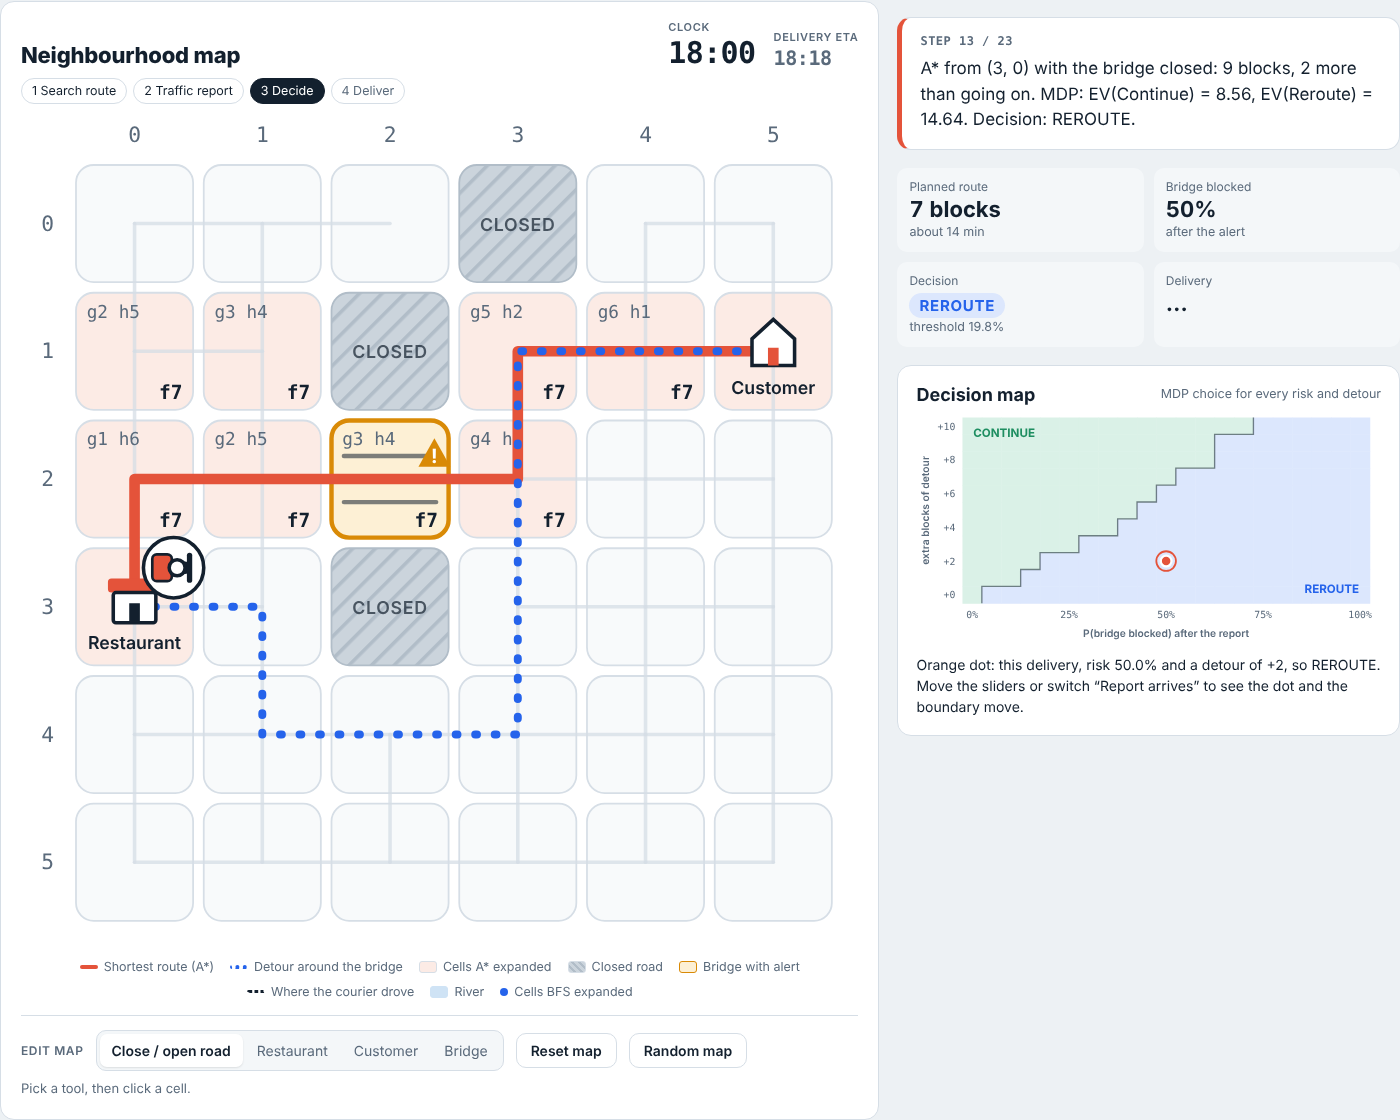 Neighbourhood map
CLOCK
18:00
DELIVERY ETA
18:18
1 Search route
2 Traffic report
3 Decide
4 Deliver
0 1 2 3 4 5
0
CLOSED
1
g2 h5
f7
g3 h4
f7
CLOSED
g5 h2
f7
g6 h1
f7
Customer
2
g1 h6
f7
g2 h5
f7
g3 h4
f7
g4 h
f7
3
Restaurant
CLOSED
4
5
Shortest route (A*)
Detour around the bridge
Cells A* expanded
Closed road
Bridge with alert
Where the courier drove
River
Cells BFS expanded
EDIT MAP
Close / open road
Restaurant
Customer
Bridge
Reset map
Random map
Pick a tool, then click a cell.
STEP 13 / 23
A* from (3, 0) with the bridge closed: 9 blocks, 2 more
than going on. MDP: EV(Continue) = 8.56, EV(Reroute) =
14.64. Decision: REROUTE.
Planned route
7 blocks
about 14 min
Bridge blocked
50%
after the alert
Decision
REROUTE
threshold 19.8%
Delivery
...
Decision map
MDP choice for every risk and detour
extra blocks of detour
+10
+8
+6
+4
+2
+0
CONTINUE
REROUTE
0% 25% 50% 75% 100%
P(bridge blocked) after the report
Orange dot: this delivery, risk 50.0% and a detour of +2, so REROUTE.
Move the sliders or switch “Report arrives” to see the dot and the
boundary move.